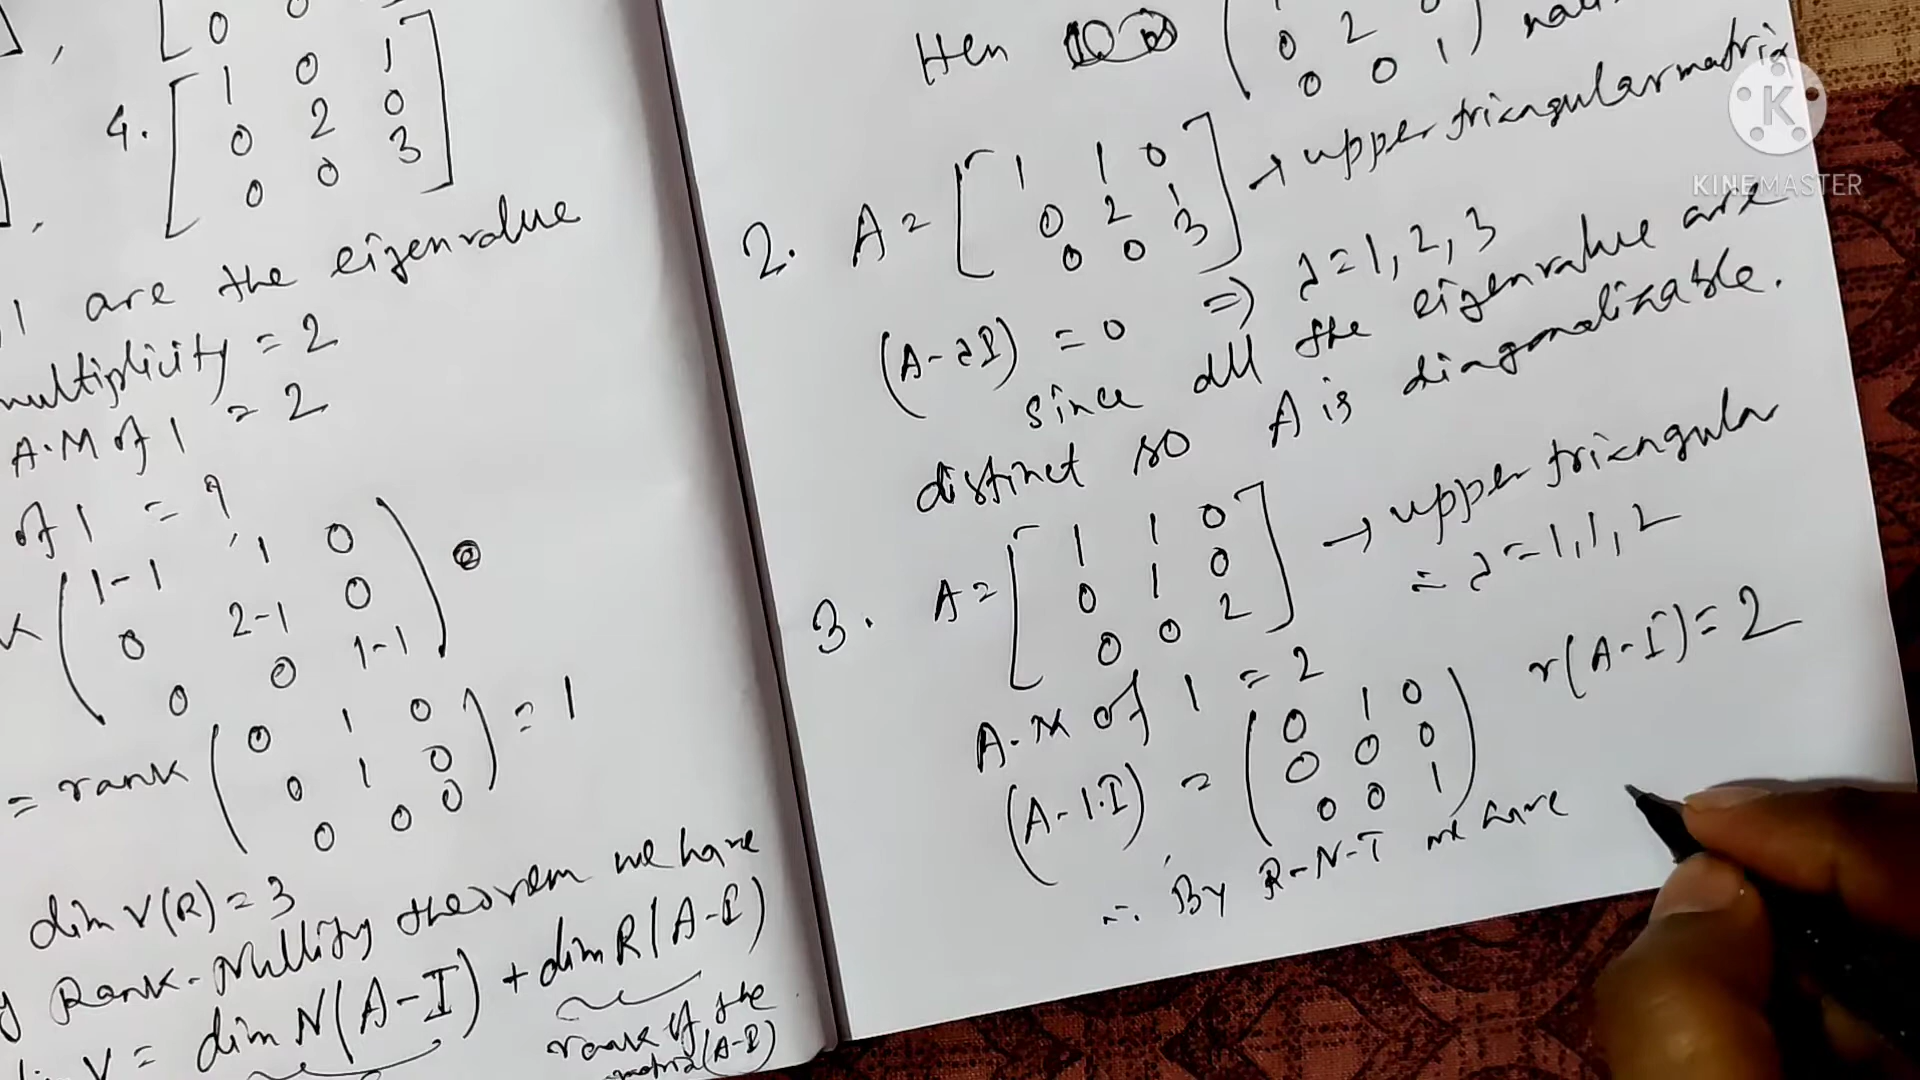 0 0
4. [1 0 1
0 2 0
0 0 3]
1 are the eigenvalue
multiplicity = 2
A.M of 1 = 2
of 1 = ?
(1-1 1 0
0 2-1 0
0 0 1-1)
= rank (0 1 0
0 1 0
0 0 0) = 1
dim V(R) = 3
Rank-Nullity theorem we have
V = dim N(A-I) + dim R(A-I)
rank of the
matrix (A-I)
Hen
0 2
0 0 1)
2. A = [1 1 0
0 2 1
0 0 3] → upper triangular matrix
(A-λI) = 0 ⇒ λ = 1, 2, 3
since all the eigenvalue are
distinct so A is diagonalizable.
3. A = [1 1 0
0 1 0
0 0 2] → upper triangular
∴ λ = 1, 1, 2
A.M of 1 = 2
(A-1.I) = (0 1 0
0 0 0
0 0 1) r(A-I) = 2
∴ By R-N-T we have
K
KINEMASTER